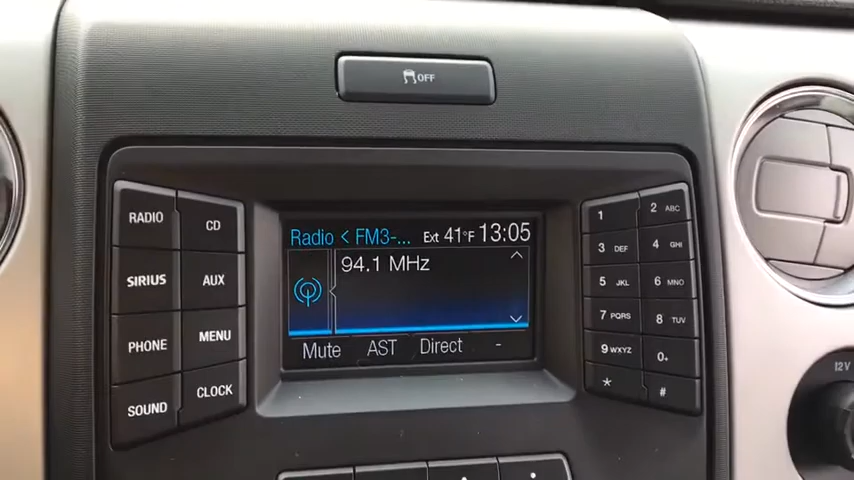 OFF
RADIO
CD
SIRIUS
AUX
PHONE
MENU
SOUND
CLOCK
Radio < FM3-... Ext 41°F 13:05
94.1 MHz
Mute AST Direct -
1
2 ABC
3 DEF
4 GHI
5 JKL
6 MNO
7 PQRS
8 TUV
9 WXYZ
0+
*
#
12V